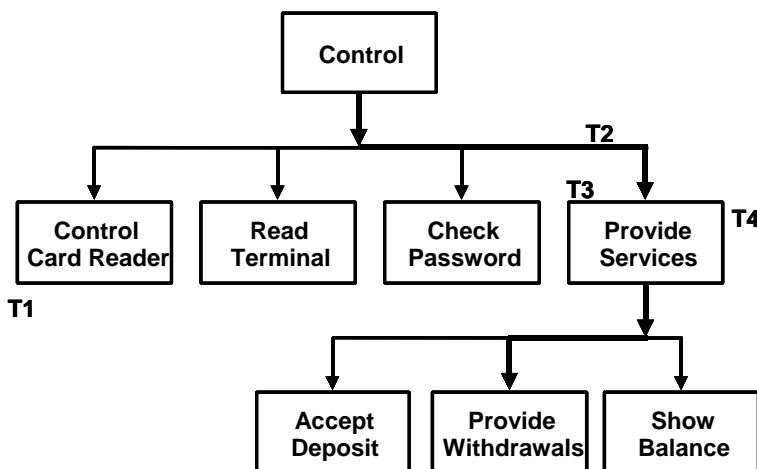 Control
T2
T3
Control
Card Reader
Read
Terminal
Check
Password
Provide
Services
T4
T1
Accept
Deposit
Provide
Withdrawals
Show
Balance